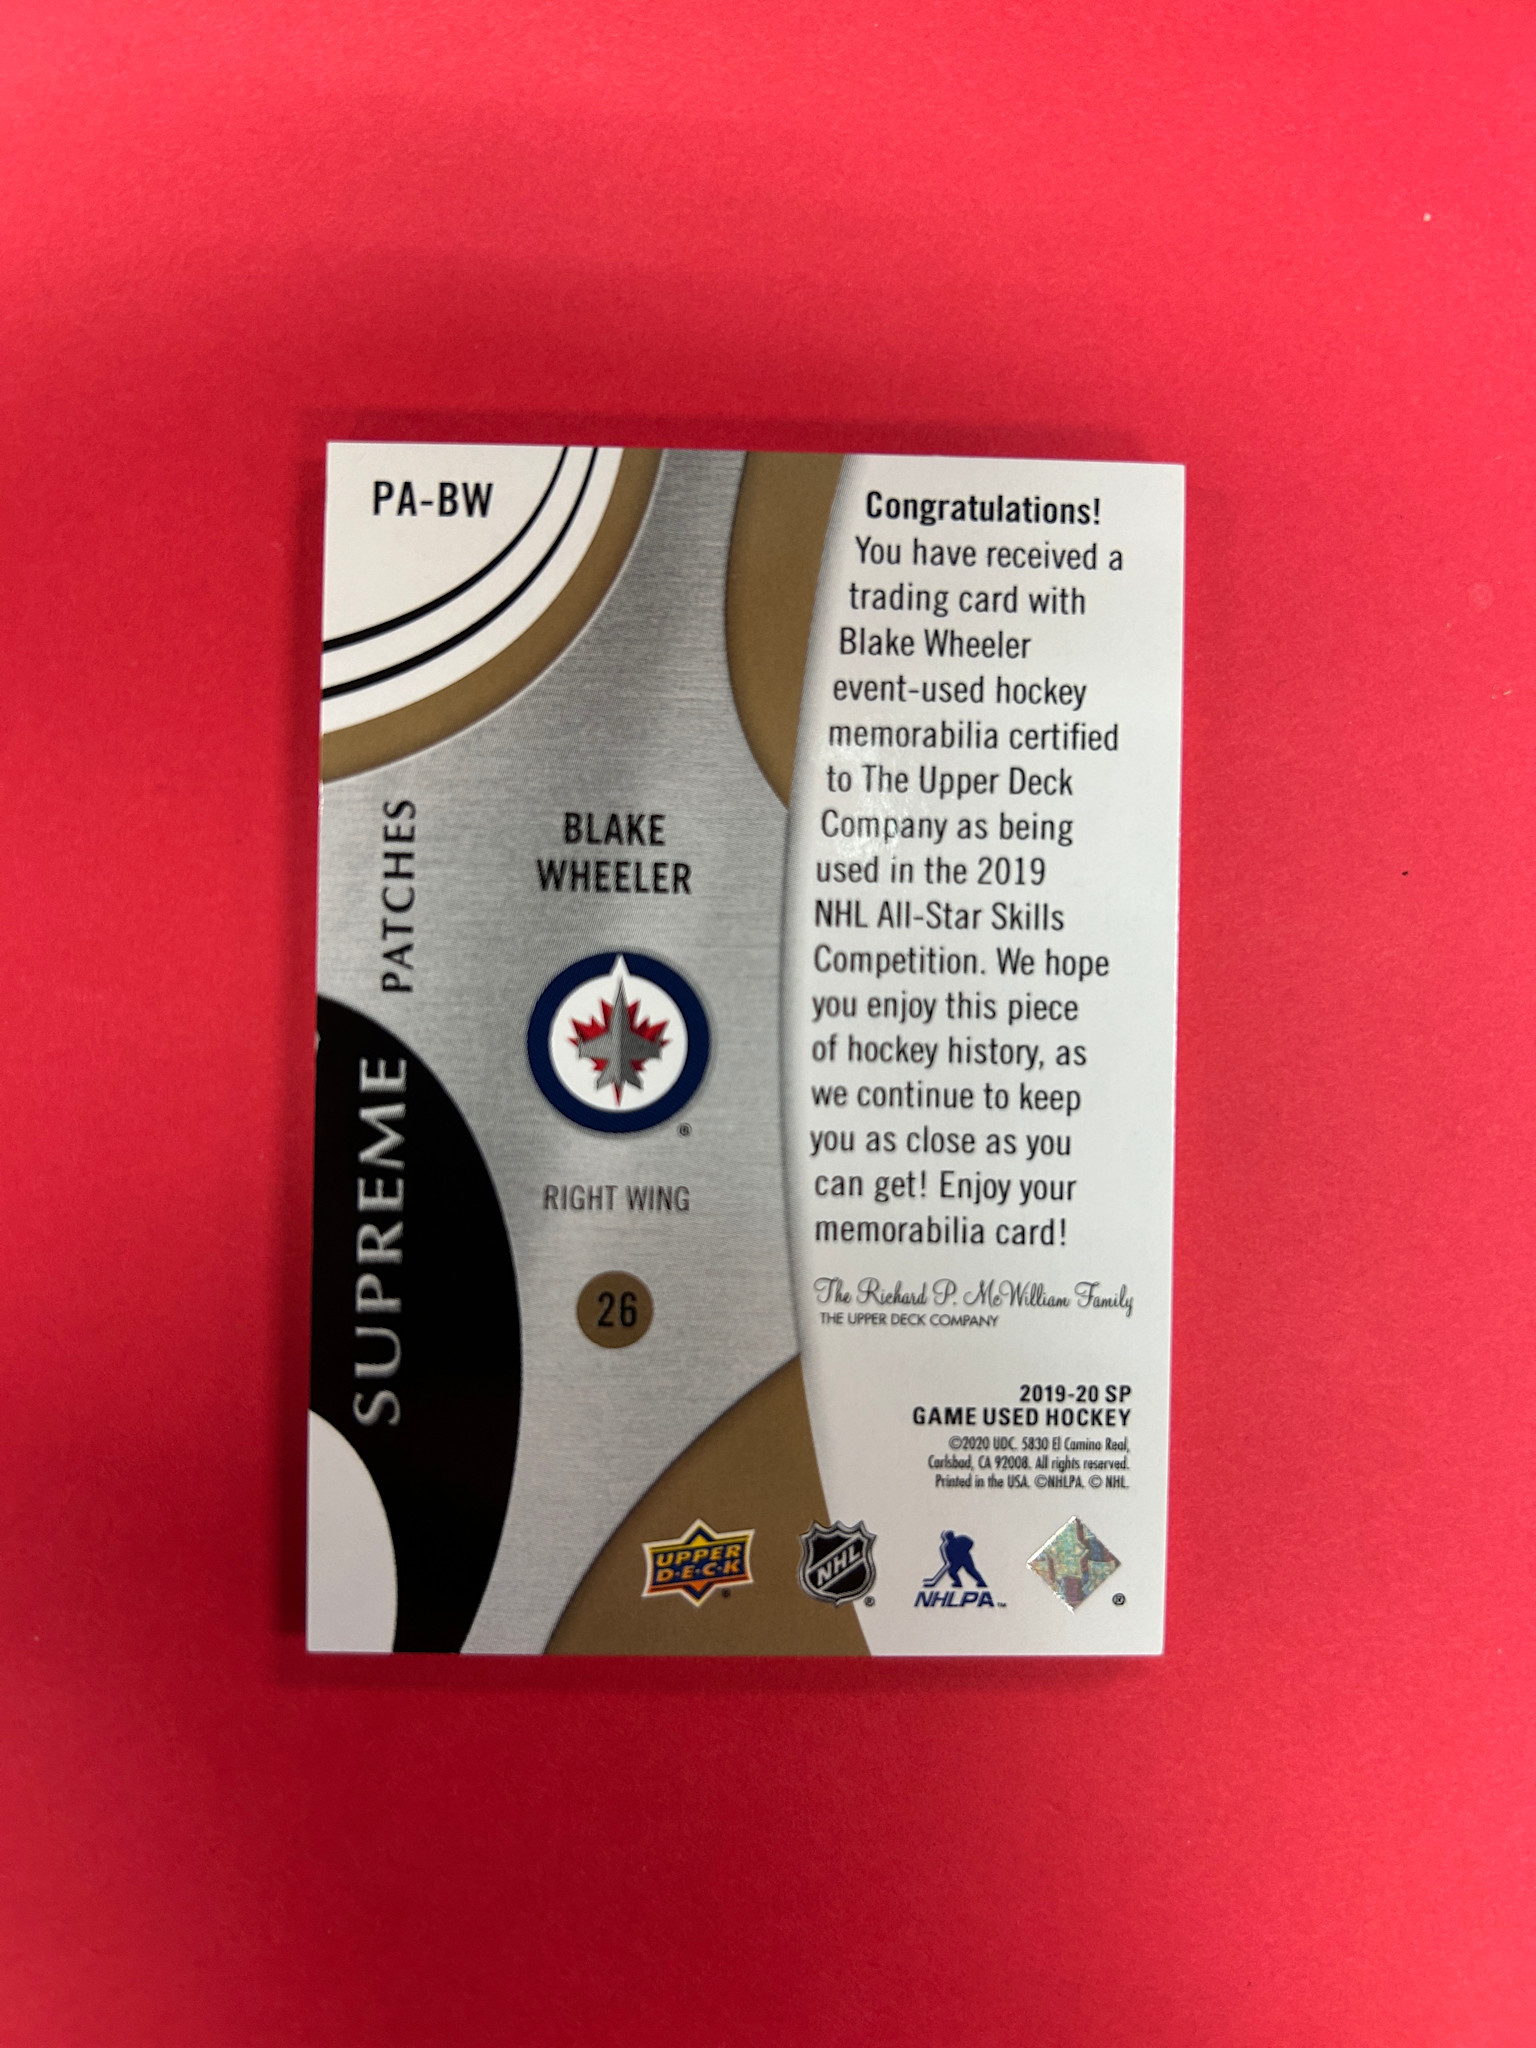 PA-BW
SUPREME PATCHES
BLAKE
WHEELER
®
RIGHT WING
26
Congratulations!
You have received a
trading card with
Blake Wheeler
event-used hockey
memorabilia certified
to The Upper Deck
Company as being
used in the 2019
NHL All-Star Skills
Competition. We hope
you enjoy this piece
of hockey history, as
we continue to keep
you as close as you
can get! Enjoy your
memorabilia card!
The Richard P. McWilliam Family
THE UPPER DECK COMPANY
2019-20 SP
GAME USED HOCKEY
©2020 UDC. 5830 El Camino Real,
Carlsbad, CA 92008. All rights reserved.
Printed in the USA. ©NHLPA. © NHL.
UPPER
D·E·C·K
NHL ®
NHLPA™
®